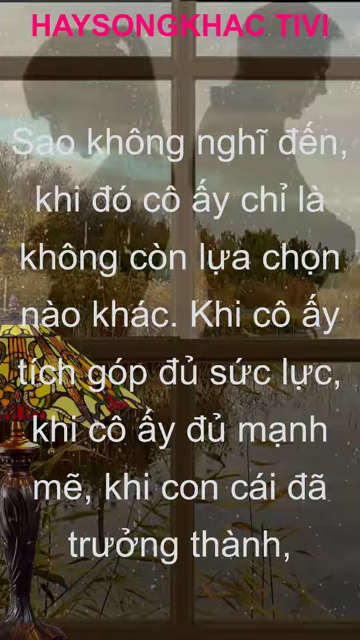 HAYSONGKHAC TIVI
Sao không nghĩ đến,
khi đó cô ấy chỉ là
không còn lựa chọn
nào khác. Khi cô ấy
tích góp đủ sức lực,
khi cô ấy đủ mạnh
mẽ, khi con cái đã
trưởng thành,